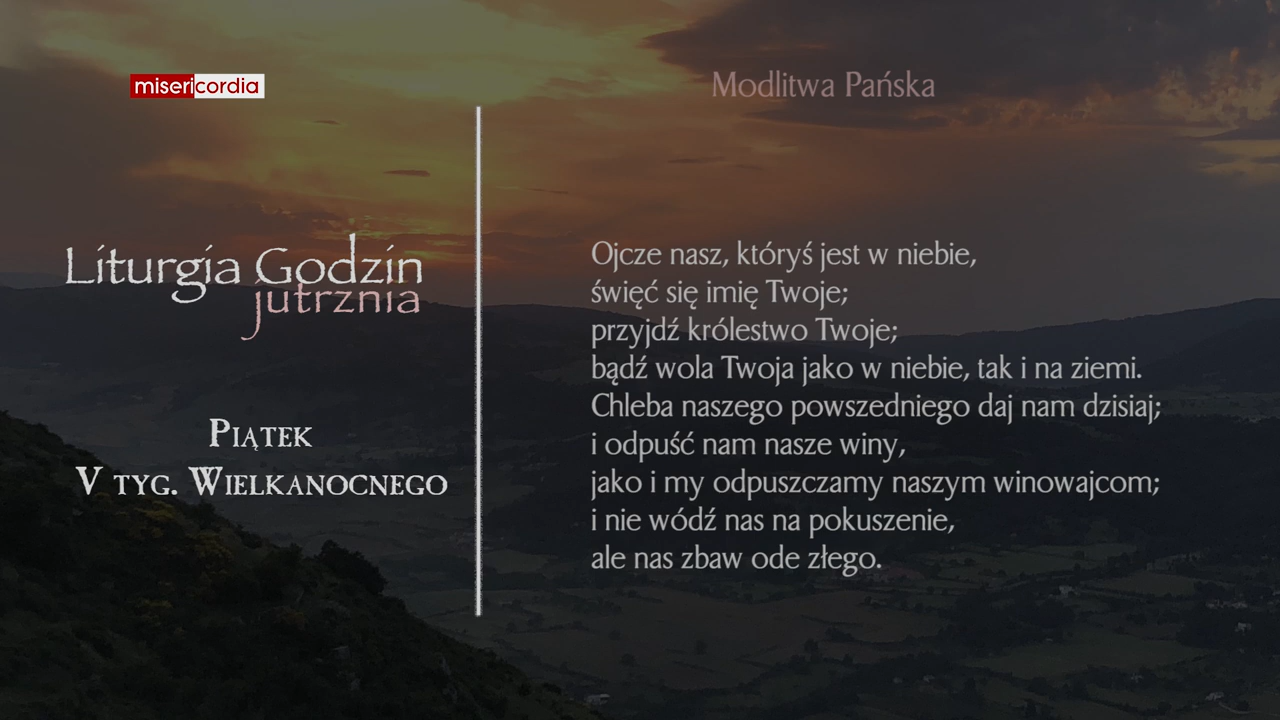 misericordia
Liturgia Godzin
jutrznia
Piątek
V tyg. Wielkanocnego
Modlitwa Pańska
Ojcze nasz, któryś jest w niebie,
święć się imię Twoje;
przyjdź królestwo Twoje;
bądź wola Twoja jako w niebie, tak i na ziemi.
Chleba naszego powszedniego daj nam dzisiaj;
i odpuść nam nasze winy,
jako i my odpuszczamy naszym winowajcom;
i nie wódź nas na pokuszenie,
ale nas zbaw ode złego.